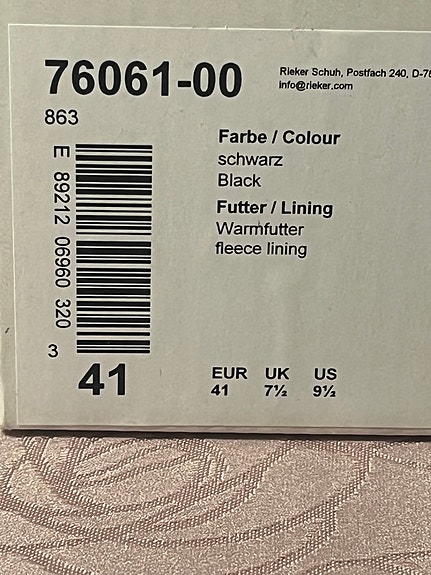 76061-00
Rieker Schuh, Postfach 240, D-78
info@rieker.com
863
E 89212 06960 320 3
Farbe / Colour
schwarz
Black
Futter / Lining
Warmfutter
fleece lining
41
EUR UK US
41 7½ 9½